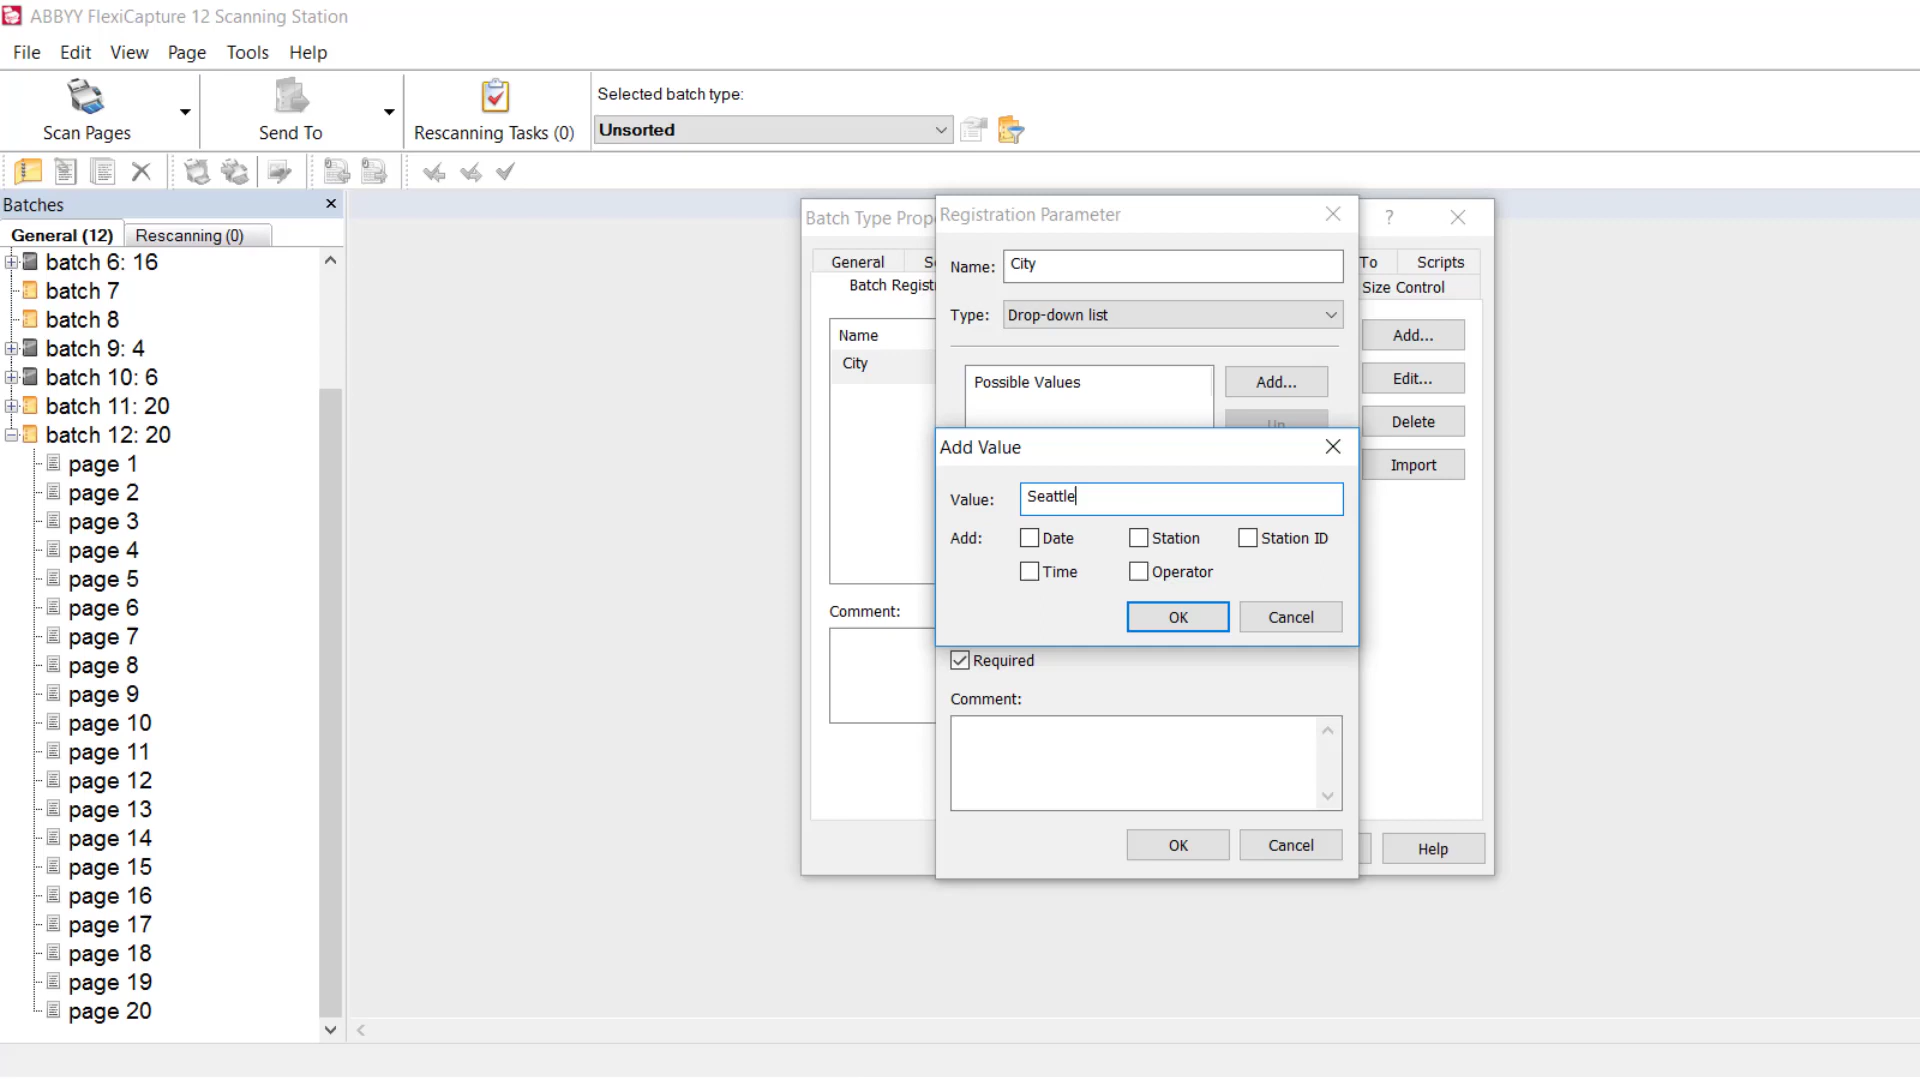 ABBYY FlexiCapture 12 Scanning Station
File Edit View Page Tools Help
Scan Pages
Send To
Rescanning Tasks (0)
Selected batch type:
Unsorted
Batches
General (12) Rescanning (0)
batch 6: 16
batch 7
batch 8
batch 9: 4
batch 10: 6
batch 11: 20
batch 12: 20
page 1
page 2
page 3
page 4
page 5
page 6
page 7
page 8
page 9
page 10
page 11
page 12
page 13
page 14
page 15
page 16
page 17
page 18
page 19
page 20
Batch Type Prop
General
Batch Regist
Name
City
Comment:
To Scripts
Size Control
Add...
Edit...
Delete
Import
Help
Registration Parameter
Name: City
Type: Drop-down list
Possible Values
Add...
Up
Add Value
Value: Seattle
Add: Date Station Station ID
Time Operator
OK Cancel
Required
Comment:
OK Cancel